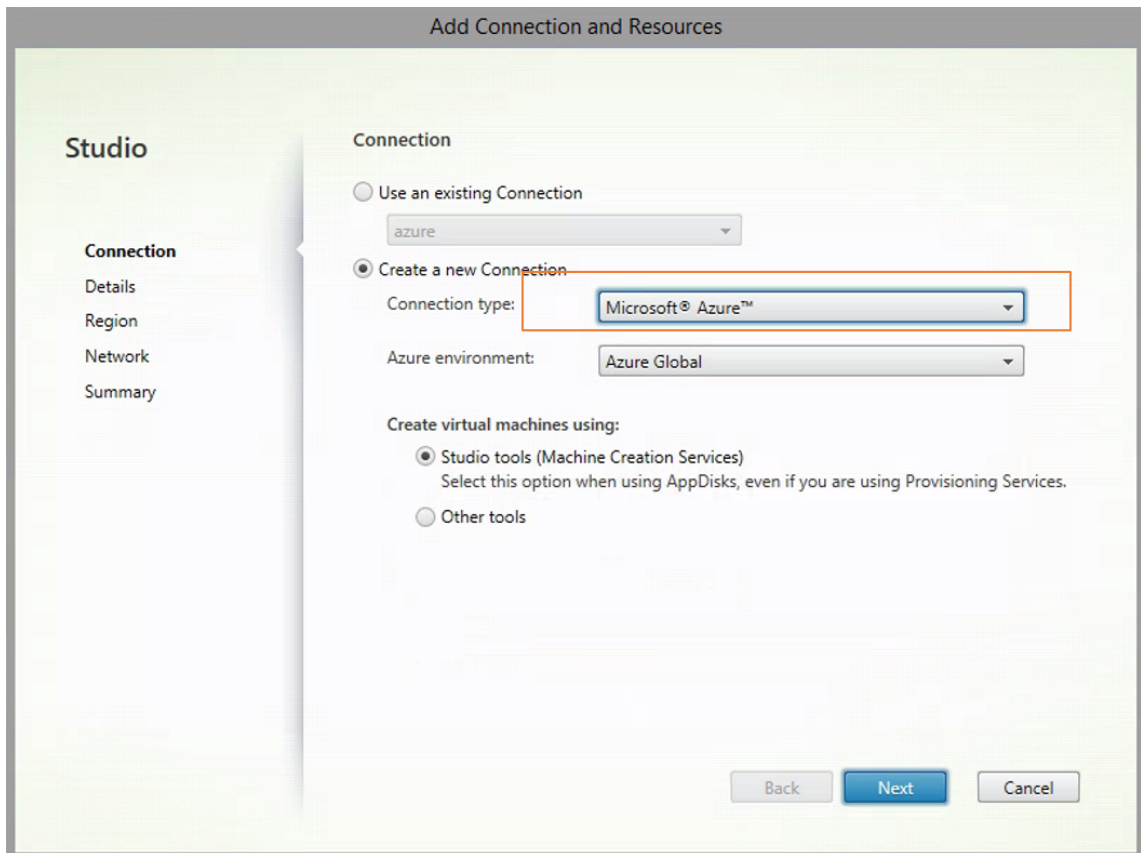 Add Connection and Resources
Studio
Connection
Details
Region
Network
Summary
Connection
Use an existing Connection
azure
Create a new Connection
Connection type:
Microsoft® Azure™
Azure environment:
Azure Global
Create virtual machines using:
Studio tools (Machine Creation Services)
Select this option when using AppDisks, even if you are using Provisioning Services.
Other tools
Back
Next
Cancel